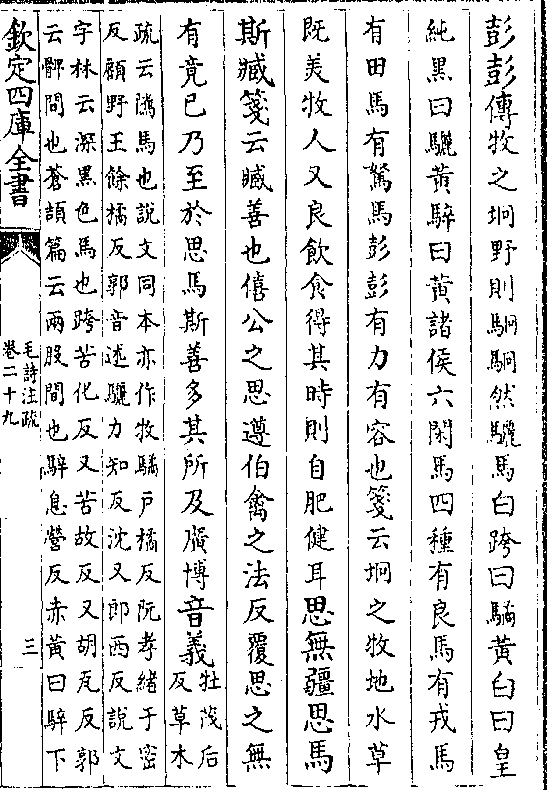 彭彭傳牧之坰野則駉駉然驪馬白跨曰驈黃白曰皇
純黑曰驪黃騂曰黃諸侯六閑馬四種有良馬有戎馬
有田馬有駑馬彭彭有力有容也箋云坰之牧地水草
既美牧人又良飲食得其時則自肥健耳思無疆思馬
斯臧箋云臧善也僖公之思遵伯禽之法反覆思之無
有竟已乃至於思馬斯善多其所及廣博音義
牡茂后
反草木
疏云隲馬也說文同本亦作牧驈戶橘反阮孝緒于密
反顧野王餘橘反郭音述驪力知反沈又郎西反說文
字林云深黑色馬也跨苦化反又苦故反又胡瓦反郭
云髀間也蒼頡篇云兩股間也騂息營反赤黃曰騂下
欽定四庫全書
毛詩注疏
卷二十九
三